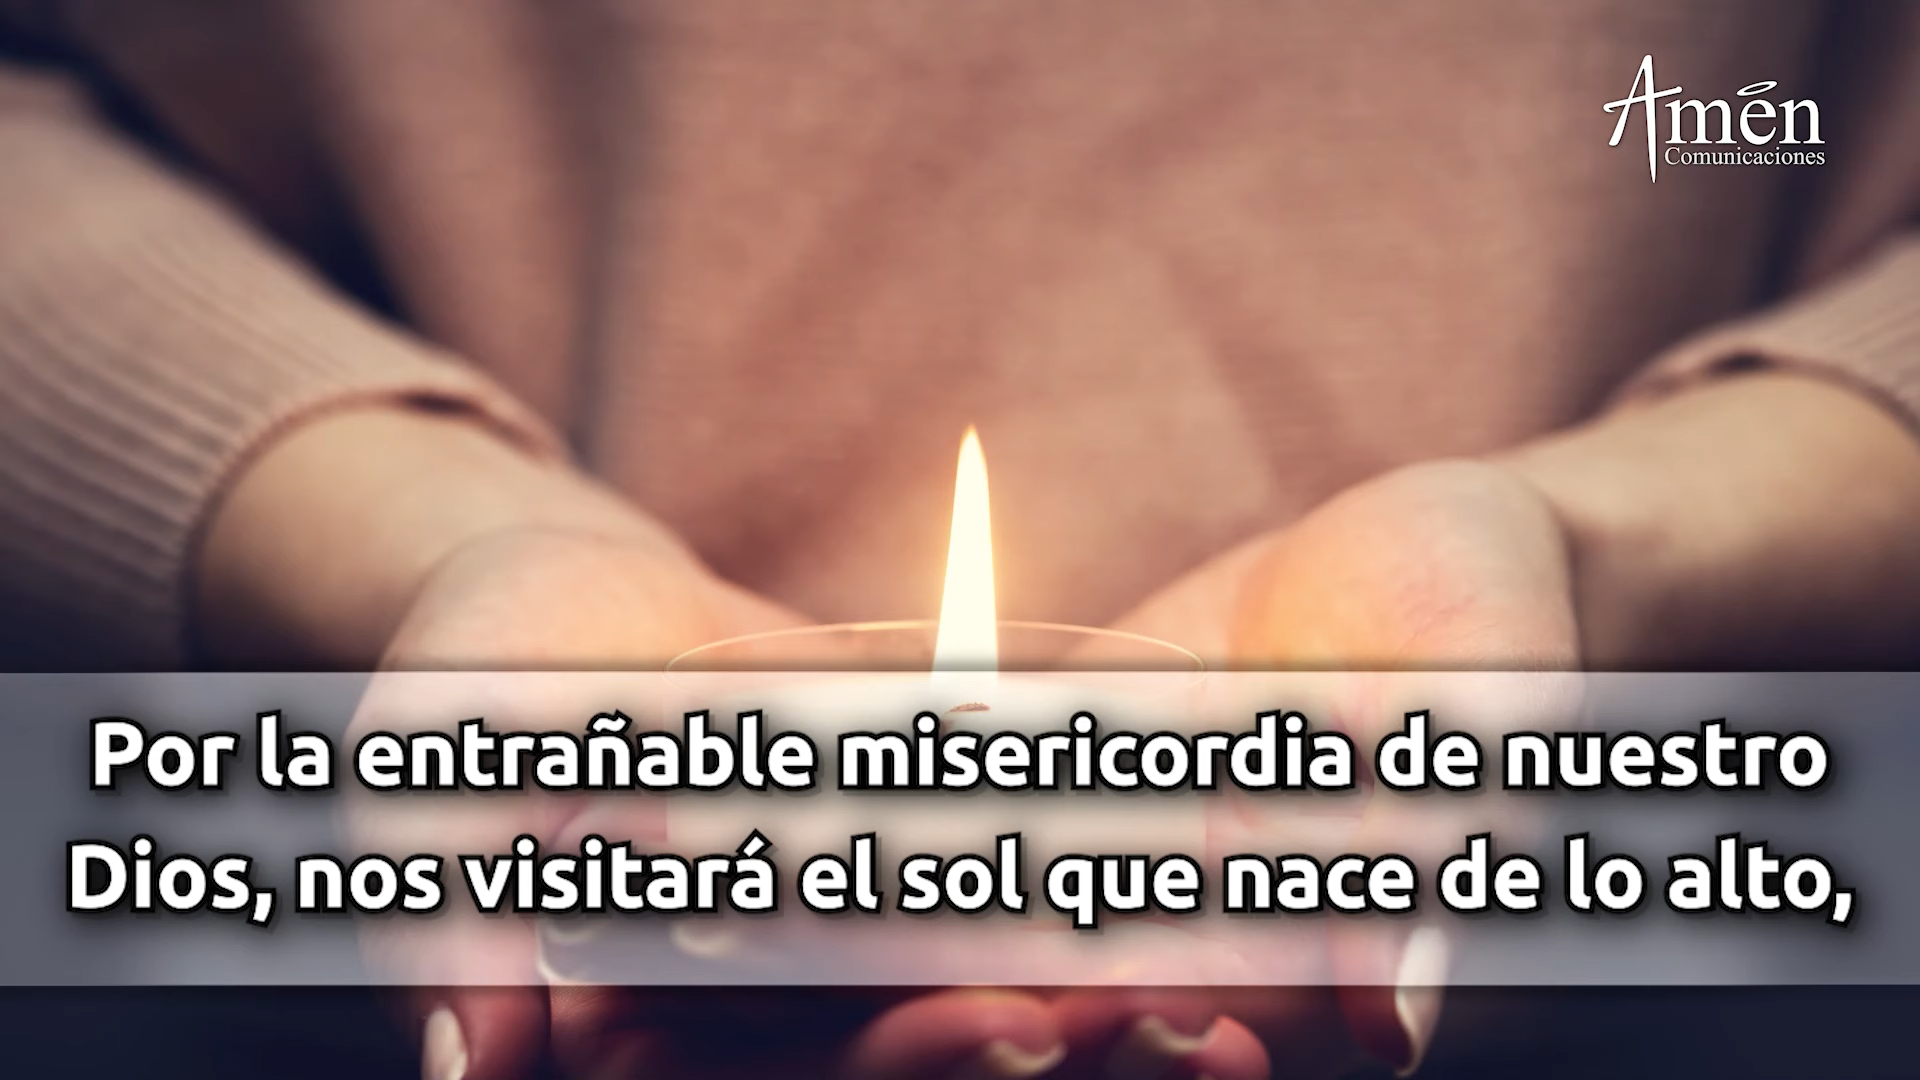 Amén
Comunicaciones
Por la entrañable misericordia de nuestro
Dios, nos visitará el sol que nace de lo alto,